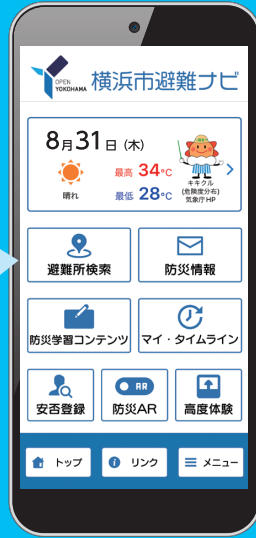 OPEN
YOKOHAMA
横浜市避難ナビ
8月31日(木)
晴れ
最高 34°C
最低 28°C
キキクル
(危険度分布)
気象庁HP
避難所検索
防災情報
防災学習コンテンツ
マイ・タイムライン
安否登録
AR
防災AR
高度体験
トップ
リンク
メニュー